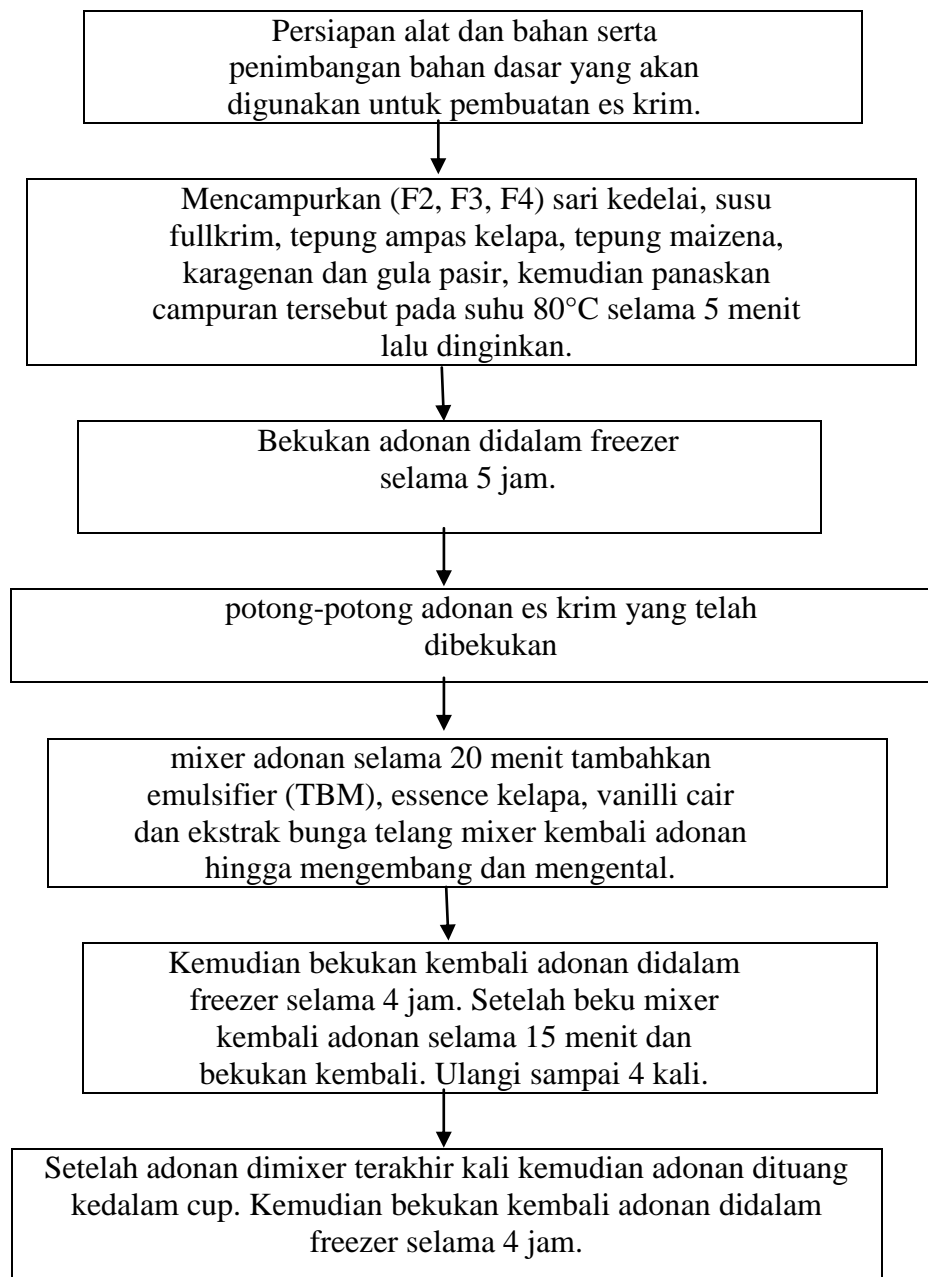 Persiapan alat dan bahan serta
penimbangan bahan dasar yang akan
digunakan untuk pembuatan es krim.
Mencampurkan (F2, F3, F4) sari kedelai, susu
fullkrim, tepung ampas kelapa, tepung maizena,
karagenan dan gula pasir, kemudian panaskan
campuran tersebut pada suhu 80°C selama 5 menit
lalu dinginkan.
Bekukan adonan didalam freezer
selama 5 jam.
potong-potong adonan es krim yang telah
dibekukan
mixer adonan selama 20 menit tambahkan
emulsifier (TBM), essence kelapa, vanilli cair
dan ekstrak bunga telang mixer kembali adonan
hingga mengembang dan mengental.
Kemudian bekukan kembali adonan didalam
freezer selama 4 jam. Setelah beku mixer
kembali adonan selama 15 menit dan
bekukan kembali. Ulangi sampai 4 kali.
Setelah adonan dimixer terakhir kali kemudian adonan dituang
kedalam cup. Kemudian bekukan kembali adonan didalam
freezer selama 4 jam.